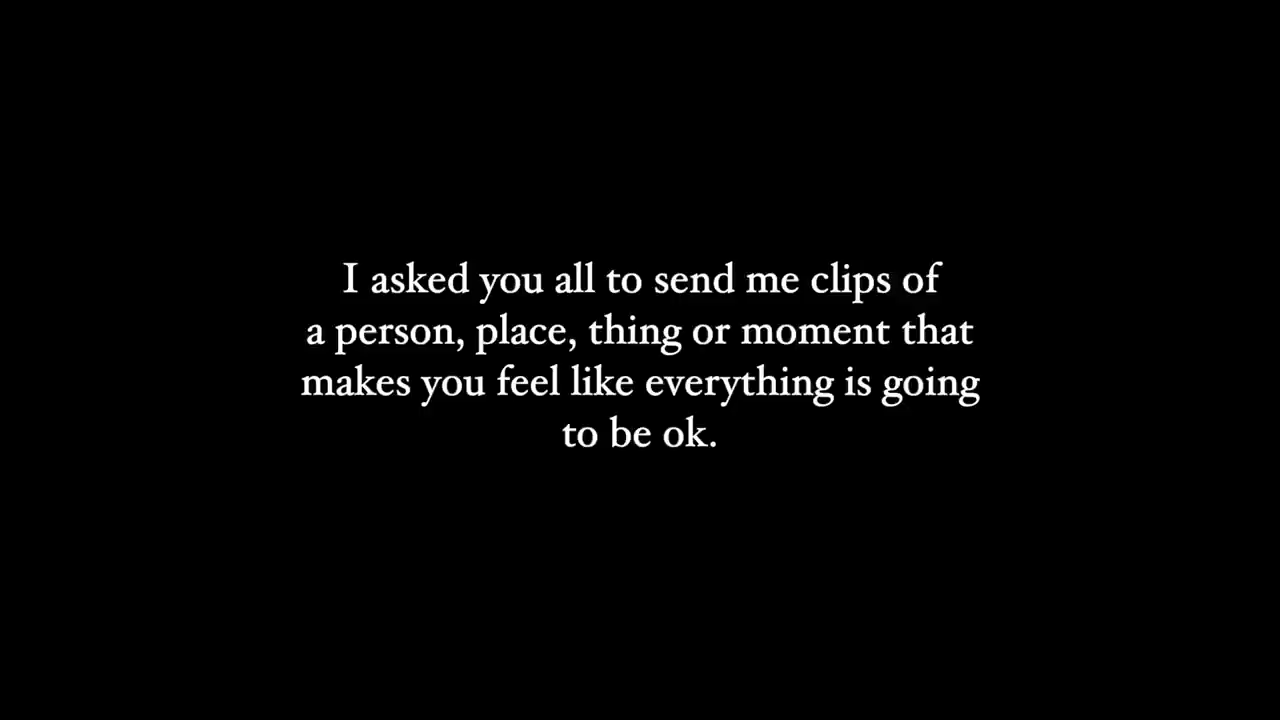 I asked you all to send me clips of
a person, place, thing or moment that
makes you feel like everything is going
to be ok.